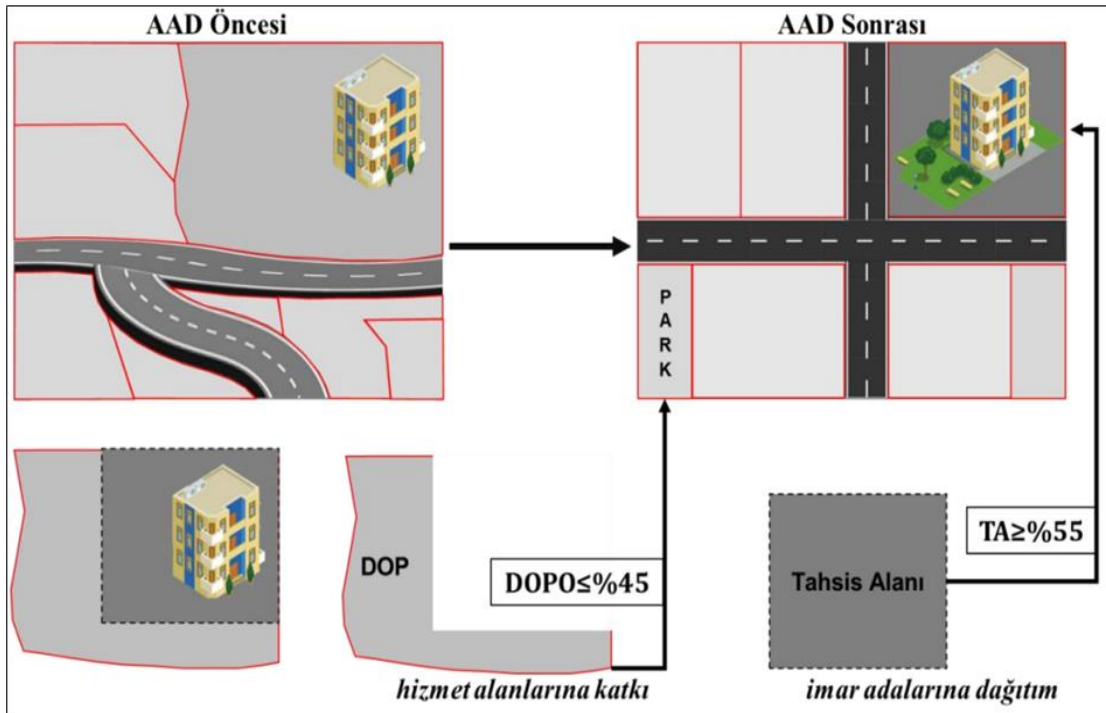 AAD Öncesi
AAD Sonrası
P
A
R
K
DOP
DOPO≤%45
Tahsis Alanı
TA≥%55
hizmet alanlarına katkı
imar adalarına dağıtım